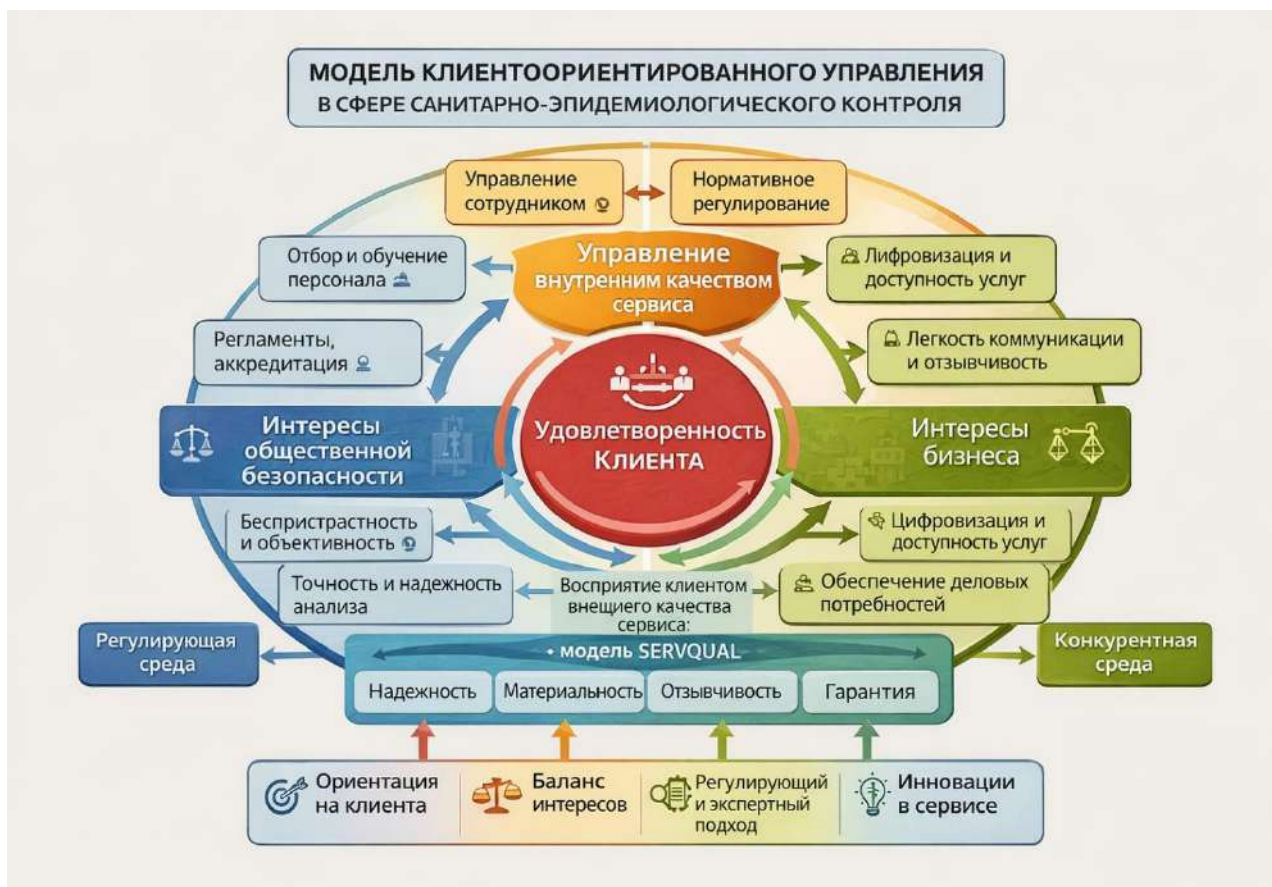 МОДЕЛЬ КЛИЕНТООРИЕНТИРОВАННОГО УПРАВЛЕНИЯ
В СФЕРЕ САНИТАРНО-ЭПИДЕМИОЛОГИЧЕСКОГО КОНТРОЛЯ
Управление
сотрудником
Нормативное
регулирование
Отбор и обучение
персонала
Управление
внутренним качеством
сервиса
Лифровизация и
доступность услуг
Регламенты,
аккредитация
Легкость коммуникации
и отзывчивость
Интересы
общественной
безопасности
Удовлетворенность
КЛИЕНТА
Интересы
бизнеса
Беспристрастность
и объективность
Цифровизация и
доступность услуг
Точность и надежность
анализа
Восприятие клиентом
внещиего качества
сервиса:
Обеспечение деловых
потребностей
Регулирующая
среда
• модель SERVQUAL
Конкурентная
среда
Надежность
Материальность
Отзывчивость
Гарантия
Ориентация
на клиента
Баланс
интересов
Регулирующий
и экспертный
подход
Инновации
в сервисе